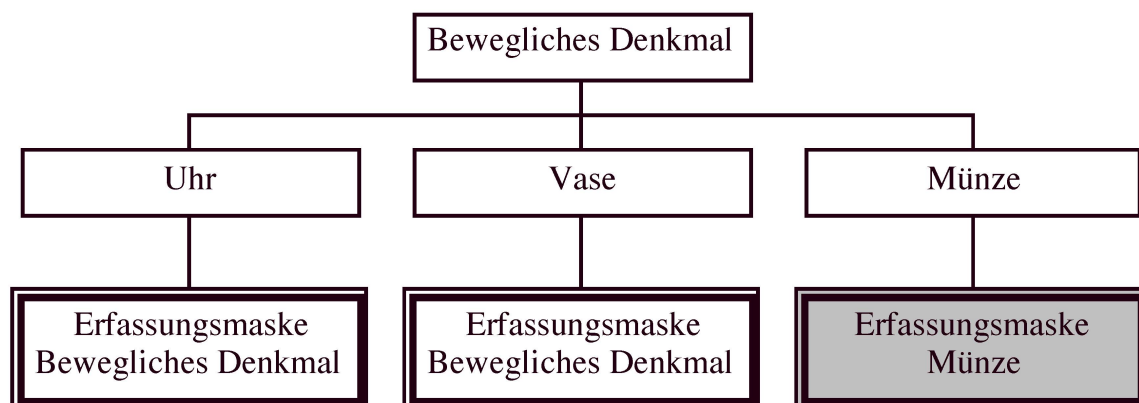 Bewegliches Denkmal
Uhr
Vase
Münze
Erfassungsmaske
Bewegliches Denkmal
Erfassungsmaske
Bewegliches Denkmal
Erfassungsmaske
Münze